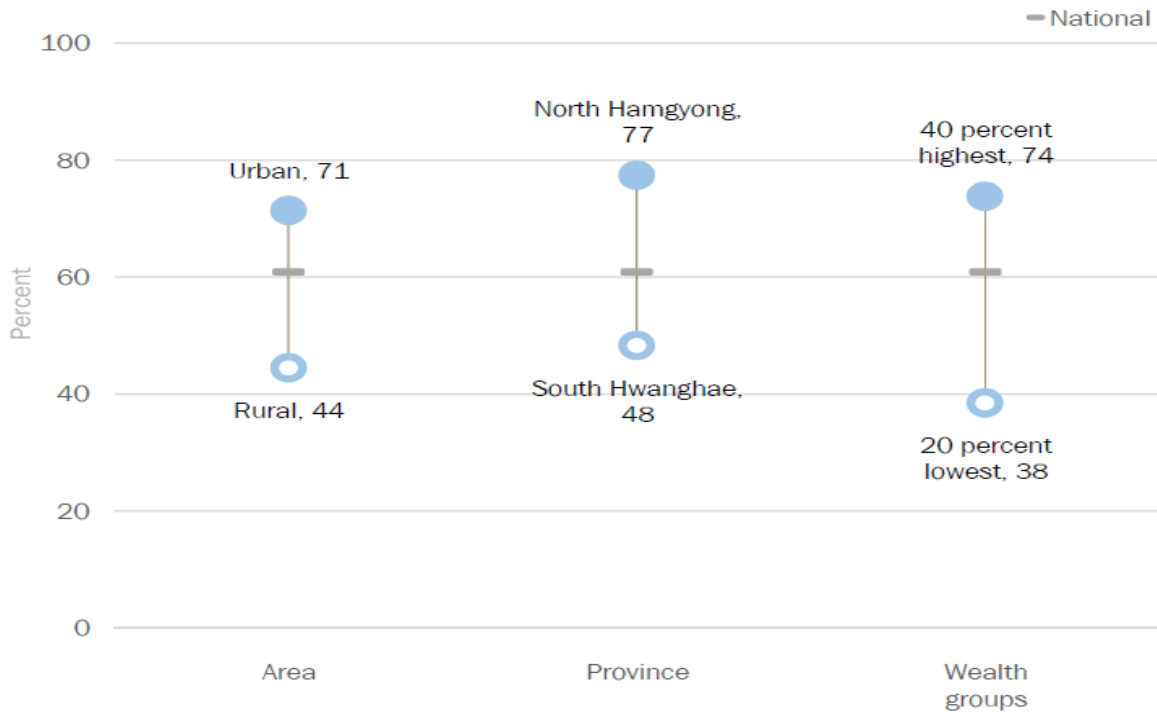 National
100
80
60
40
20
0
Percent
Urban, 71
Rural, 44
North Hamgyong,
77
South Hwanghae,
48
40 percent
highest, 74
20 percent
lowest, 38
Area
Province
Wealth
groups